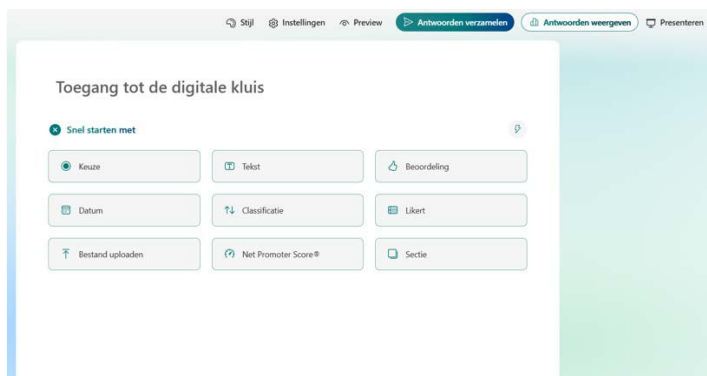 Stijl Instellingen Preview Antwoorden verzamelen Antwoorden weergeven Presenteren
Toegang tot de digitale kluis
Snel starten met
Keuze Tekst Beoordeling
Datum Classificatie Likert
Bestand uploaden Net Promoter Score® Sectie